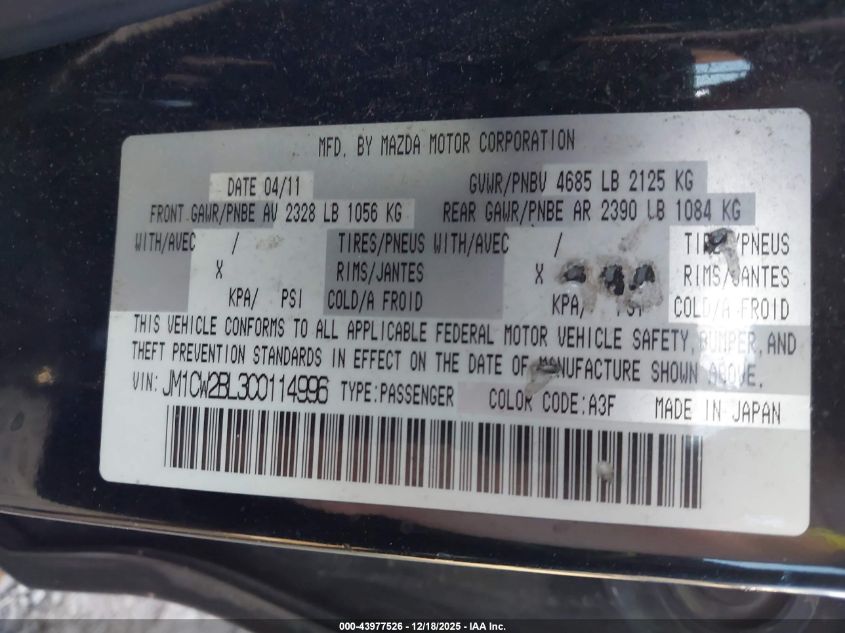 MFD. BY MAZDA MOTOR CORPORATION
DATE 04/11 GVWR/PNBV 4685 LB 2125 KG
FRONT GAWR/PNBE AV 2328 LB 1056 KG REAR GAWR/PNBE AR 2390 LB 1084 KG
WITH/AVEC / TIRES/PNEUS WITH/AVEC / TIRES/PNEUS
X RIMS/JANTES X RIMS/JANTES
KPA/ PSI COLD/A FROID KPA/ PSI COLD/A FROID
THIS VEHICLE CONFORMS TO ALL APPLICABLE FEDERAL MOTOR VEHICLE SAFETY, BUMPER, AND
THEFT PREVENTION STANDARDS IN EFFECT ON THE DATE OF MANUFACTURE SHOWN ABOVE.
VIN: JM1CW2BL3C0114996 TYPE:PASSENGER COLOR CODE:A3F MADE IN JAPAN
000-43977526 - 12/18/2025 - IAA Inc.